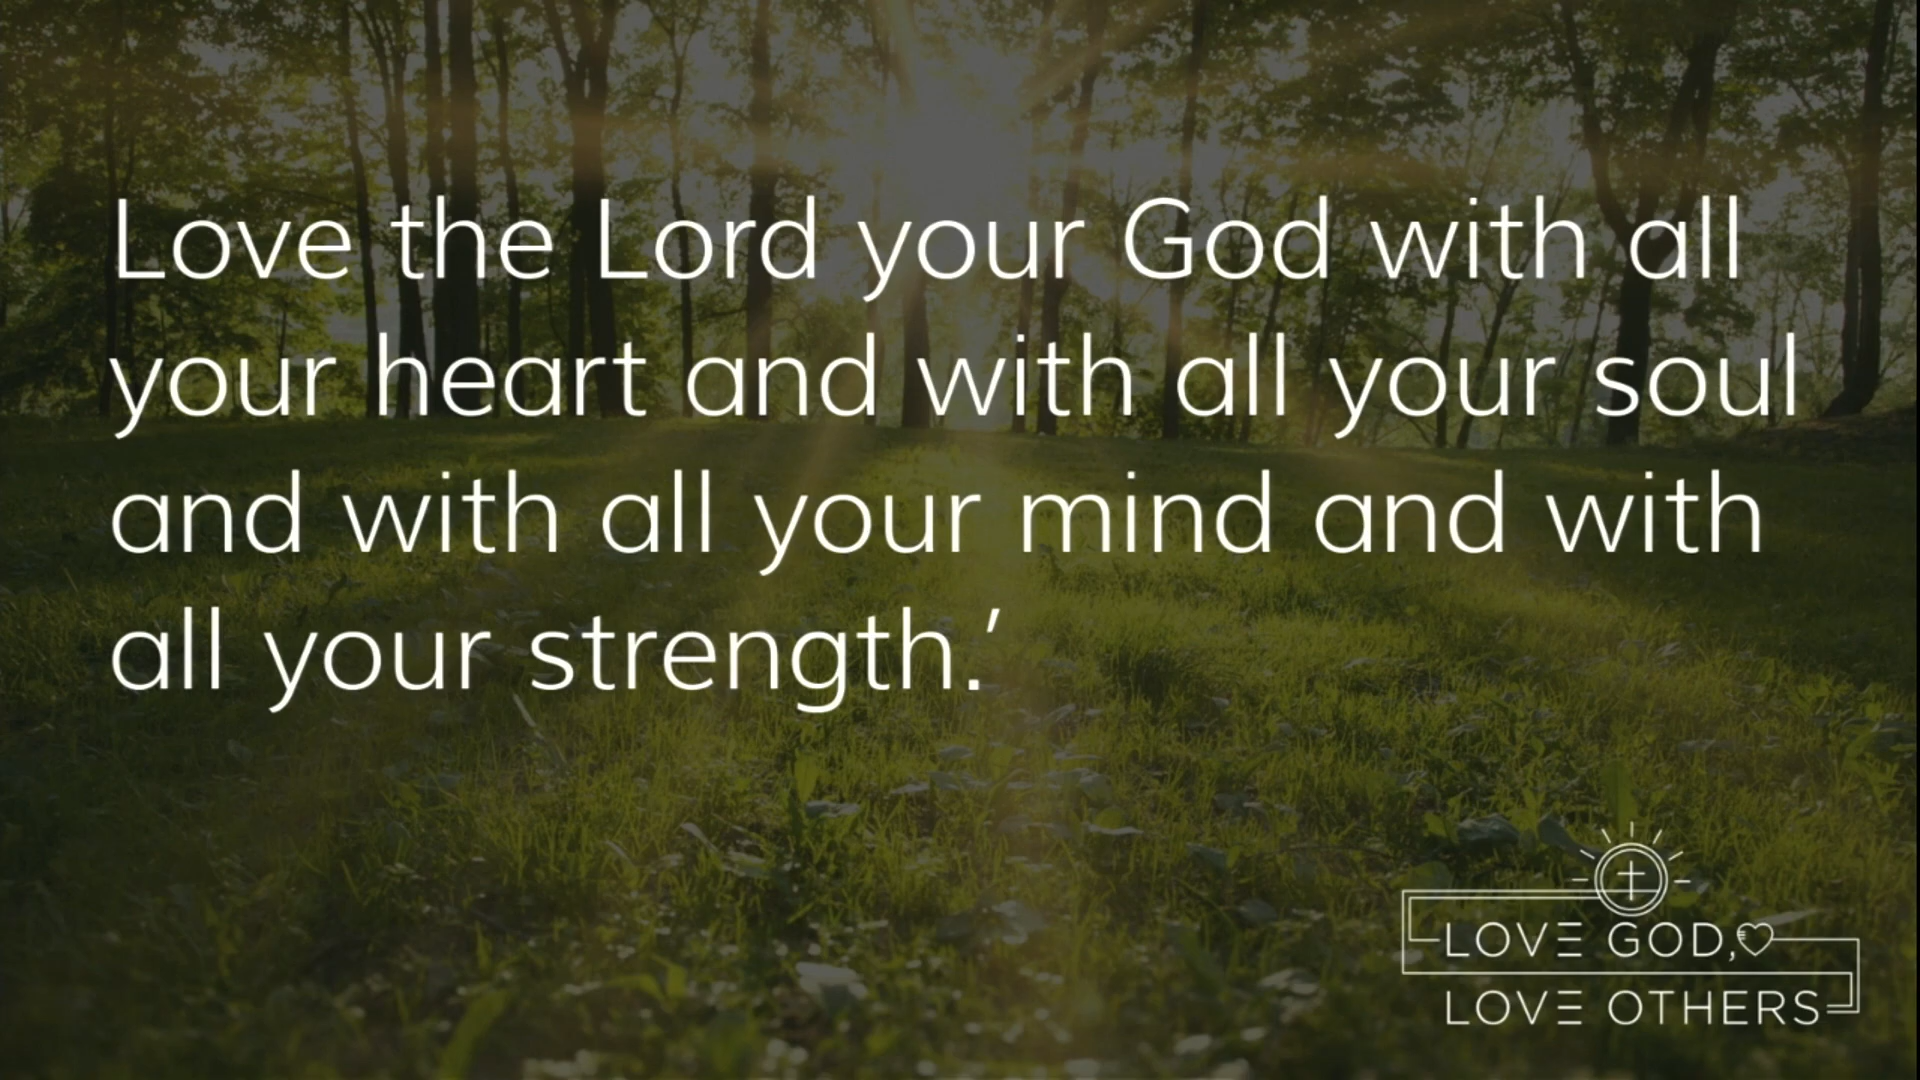 Love the Lord your God with all
your heart and with all your soul
and with all your mind and with
all your strength.’
LOVE GOD,
LOVE OTHERS